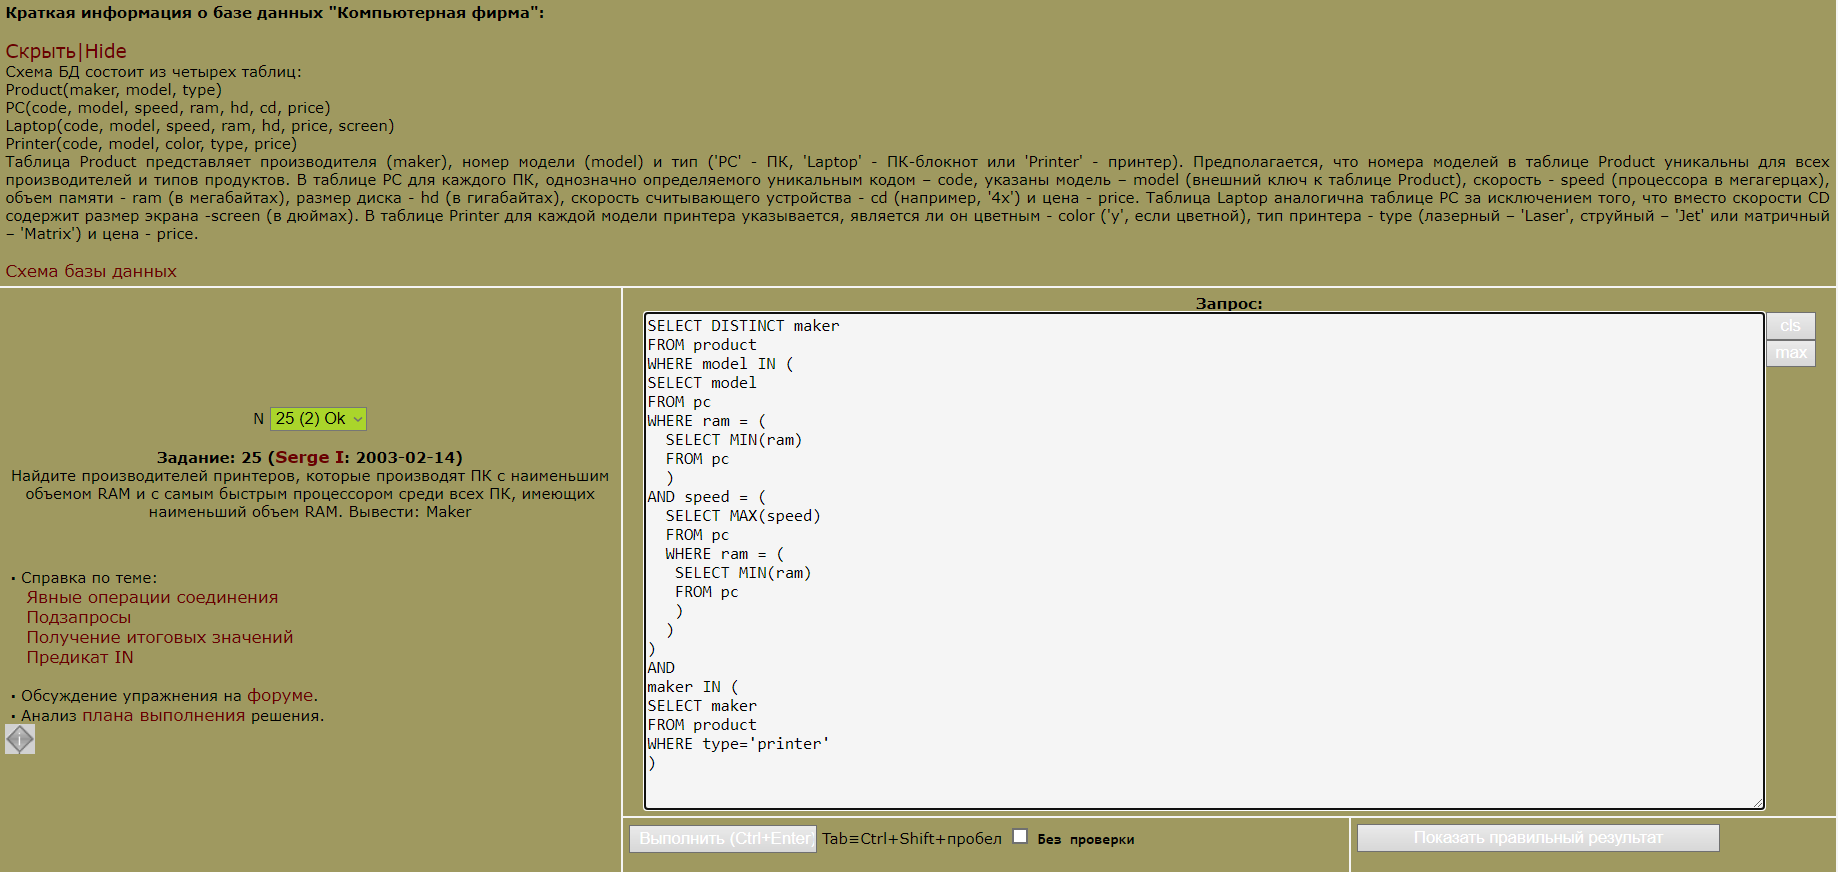 Краткая информация о базе данных "Компьютерная фирма":
Скрыть|Hide
Схема БД состоит из четырех таблиц:
Product(maker, model, type)
PC(code, model, speed, ram, hd, cd, price)
Laptop(code, model, speed, ram, hd, price, screen)
Printer(code, model, color, type, price)
Таблица Product представляет производителя (maker), номер модели (model) и тип ('PC' - ПК, 'Laptop' - ПК-блокнот или 'Printer' - принтер). Предполагается, что номера моделей в таблице Product уникальны для всех
производителей и типов продуктов. В таблице PC для каждого ПК, однозначно определяемого уникальным кодом – code, указаны модель – model (внешний ключ к таблице Product), скорость - speed (процессора в мегагерцах),
объем памяти - ram (в мегабайтах), размер диска - hd (в гигабайтах), скорость считывающего устройства - cd (например, '4x') и цена - price. Таблица Laptop аналогична таблице РС за исключением того, что вместо скорости CD
содержит размер экрана -screen (в дюймах). В таблице Printer для каждой модели принтера указывается, является ли он цветным - color ('y', если цветной), тип принтера - type (лазерный – 'Laser', струйный – 'Jet' или матричный
– 'Matrix') и цена - price.
Схема базы данных
N 25 (2) Ok
Задание: 25 (Serge I: 2003-02-14)
Найдите производителей принтеров, которые производят ПК с наименьшим
объемом RAM и с самым быстрым процессором среди всех ПК, имеющих
наименьший объем RAM. Вывести: Maker
• Справка по теме:
Явные операции соединения
Подзапросы
Получение итоговых значений
Предикат IN
• Обсуждение упражнения на форуме.
• Анализ плана выполнения решения.
i
Запрос:
SELECT DISTINCT maker
FROM product
WHERE model IN (
SELECT model
FROM pc
WHERE ram = (
  SELECT MIN(ram)
  FROM pc
  )
AND speed = (
  SELECT MAX(speed)
  FROM pc
  WHERE ram = (
   SELECT MIN(ram)
   FROM pc
   )
  )
)
AND
maker IN (
SELECT maker
FROM product
WHERE type='printer'
)
cls
max
Выполнить (Ctrl+Enter) Tab≡Ctrl+Shift+пробел Без проверки
Показать правильный результат